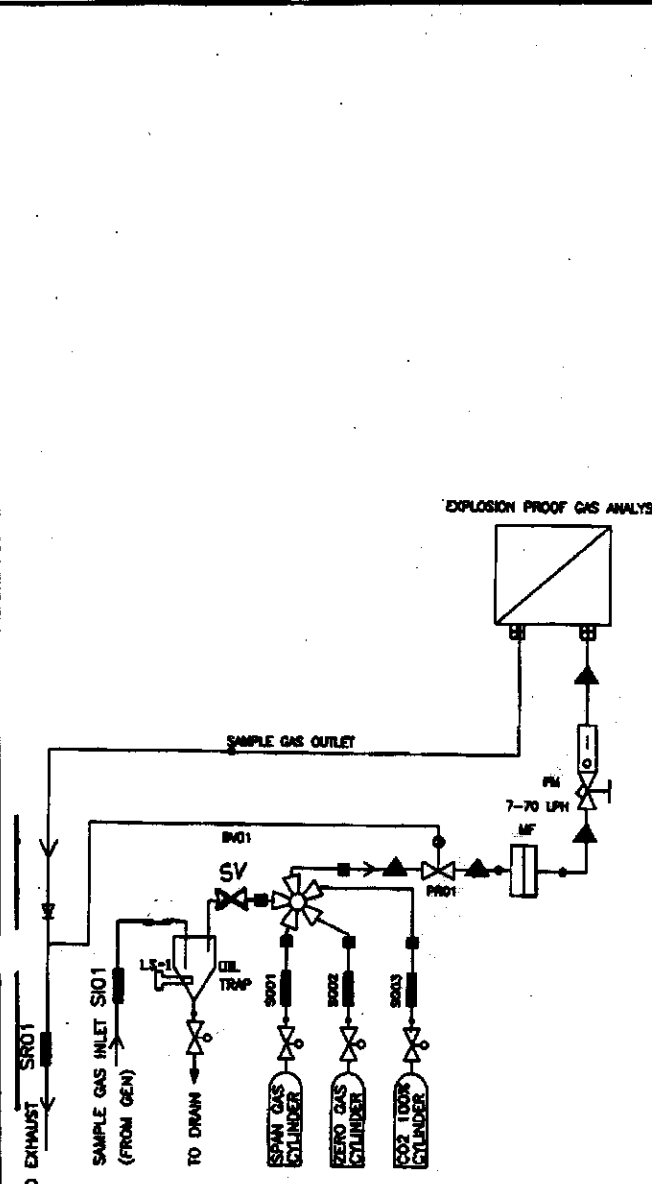 EXPLOSION PROOF GAS ANALYS
SAMPLE GAS OUTLET
FM
7-70 LPH
MF
BV01
SV
PR01
LS-1
OIL
TRAP
SG01
SG02
SG03
TO EXHAUST
SR01
SAMPLE GAS INLET SI01
(FROM GEN)
TO DRAIN
SPAN GAS
CYLINDER
ZERO GAS
CYLINDER
CO2 100%
CYLINDER